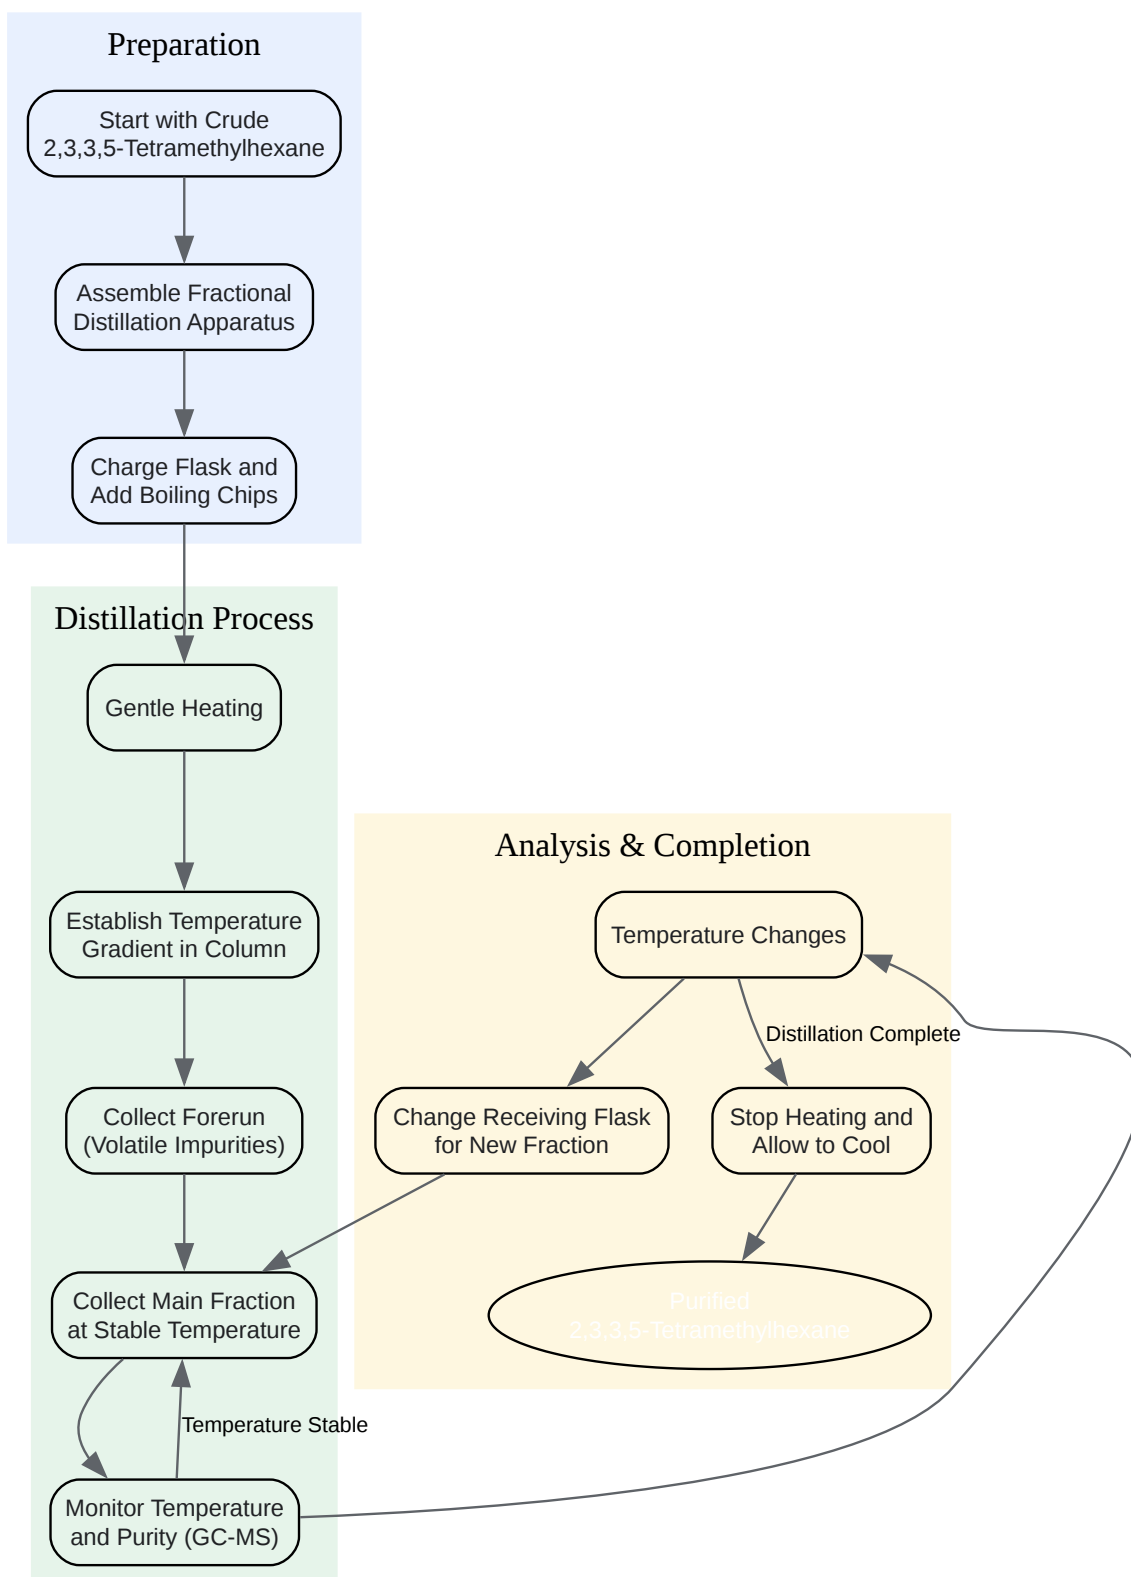 Preparation
Start with Crude
2,3,3,5-Tetramethylhexane
Assemble Fractional
Distillation Apparatus
Charge Flask and
Add Boiling Chips
Distillation Process
Gentle Heating
Establish Temperature
Gradient in Column
Collect Forerun
(Volatile Impurities)
Collect Main Fraction
at Stable Temperature
Temperature Stable
Monitor Temperature
and Purity (GC-MS)
Analysis & Completion
Temperature Changes
Distillation Complete
Change Receiving Flask
for New Fraction
Stop Heating and
Allow to Cool
Purified
2,3,3,5-Tetramethylhexane